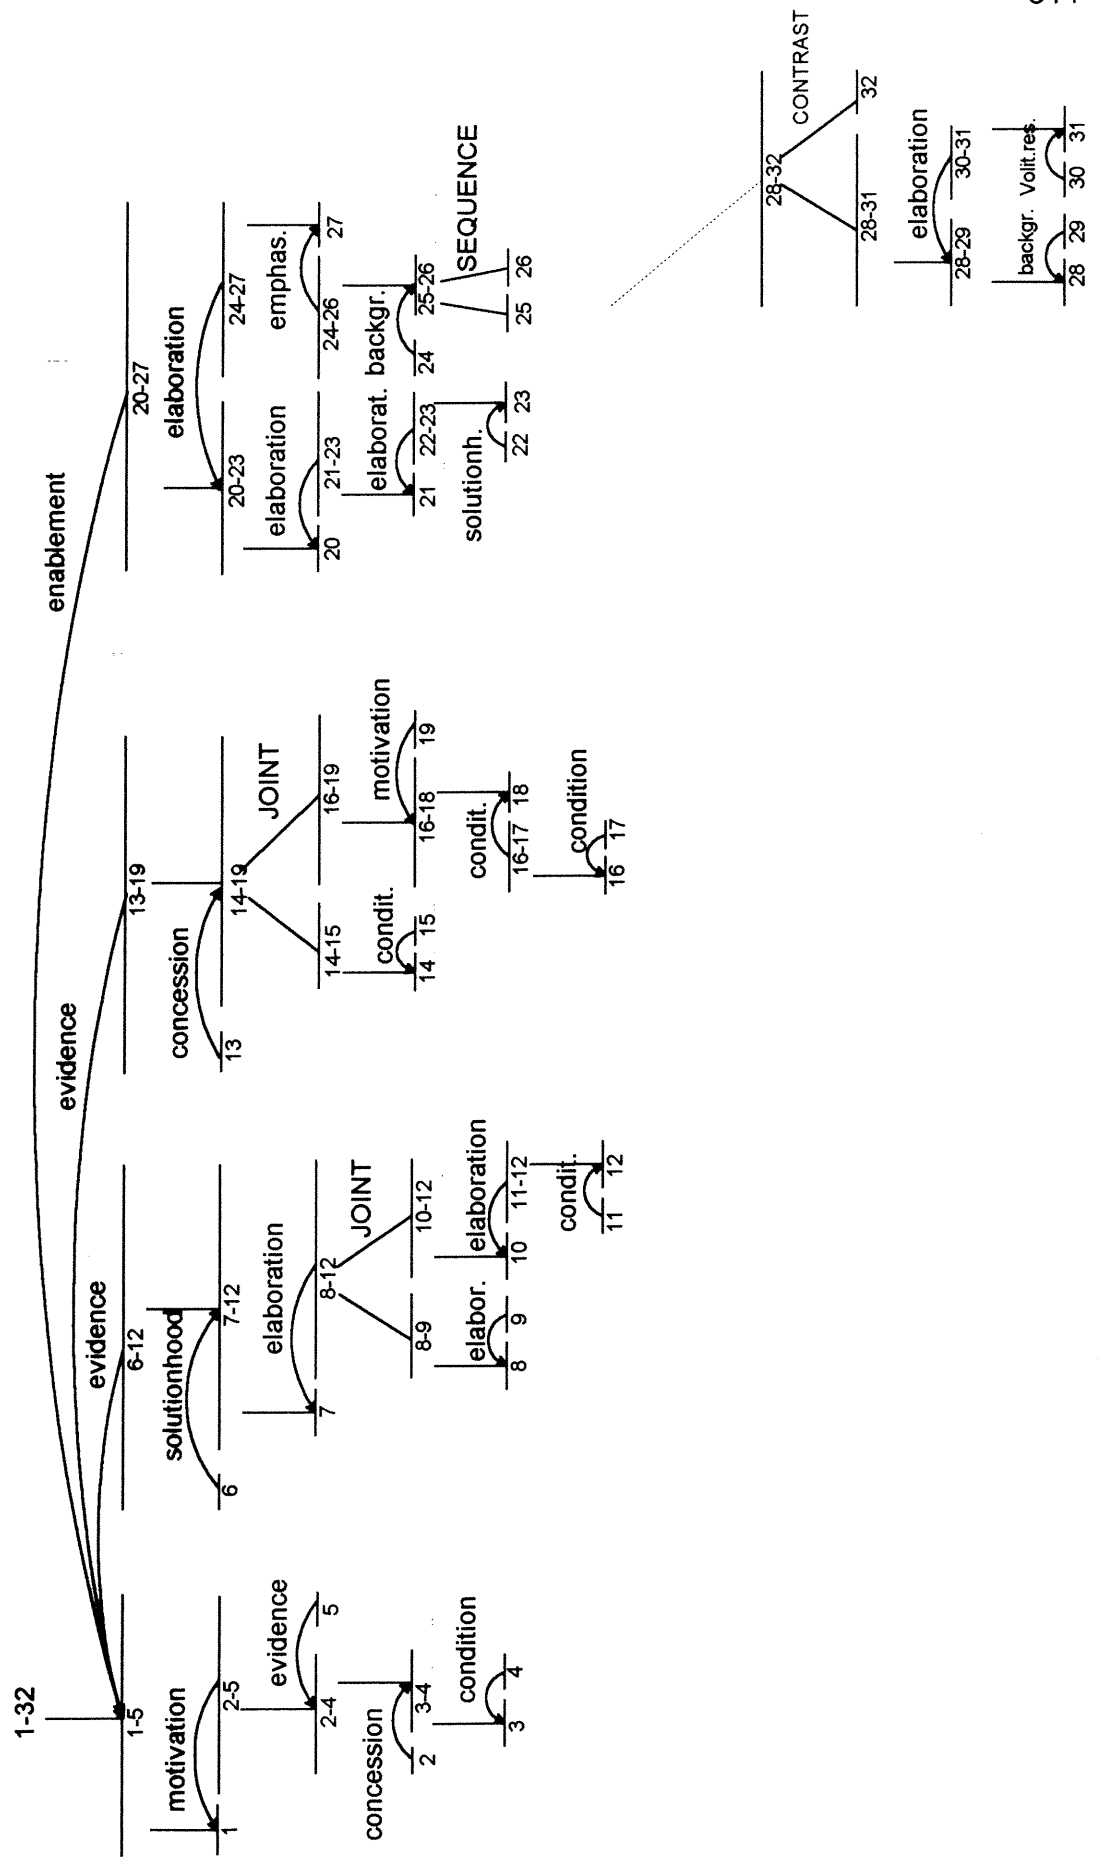 1-32
enablement
evidence
evidence
1-5
6-12
13-19
20-27
motivation
solutionhood
concession
elaboration
1
2-5
6
7-12
13
14-19
20-23
24-27
evidence
elaboration
JOINT
elaboration
emphas.
2-4
5
7
8-12
14-15
16-19
20
21-23
24-26
27
concession
JOINT
condit.
motivation
elaborat.
backgr.
2
3-4
8-9
10-12
14
15
16-18
19
21
22-23
24
25-26
condition
elabor.
elaboration
condit.
solutionh.
SEQUENCE
3
4
8
9
10
11-12
16-17
18
22
23
25
26
condit.
condition
11
12
16
17
28-32
CONTRAST
28-31
32
elaboration
28-29
30-31
backgr.
Volit.res.
28
29
30
31